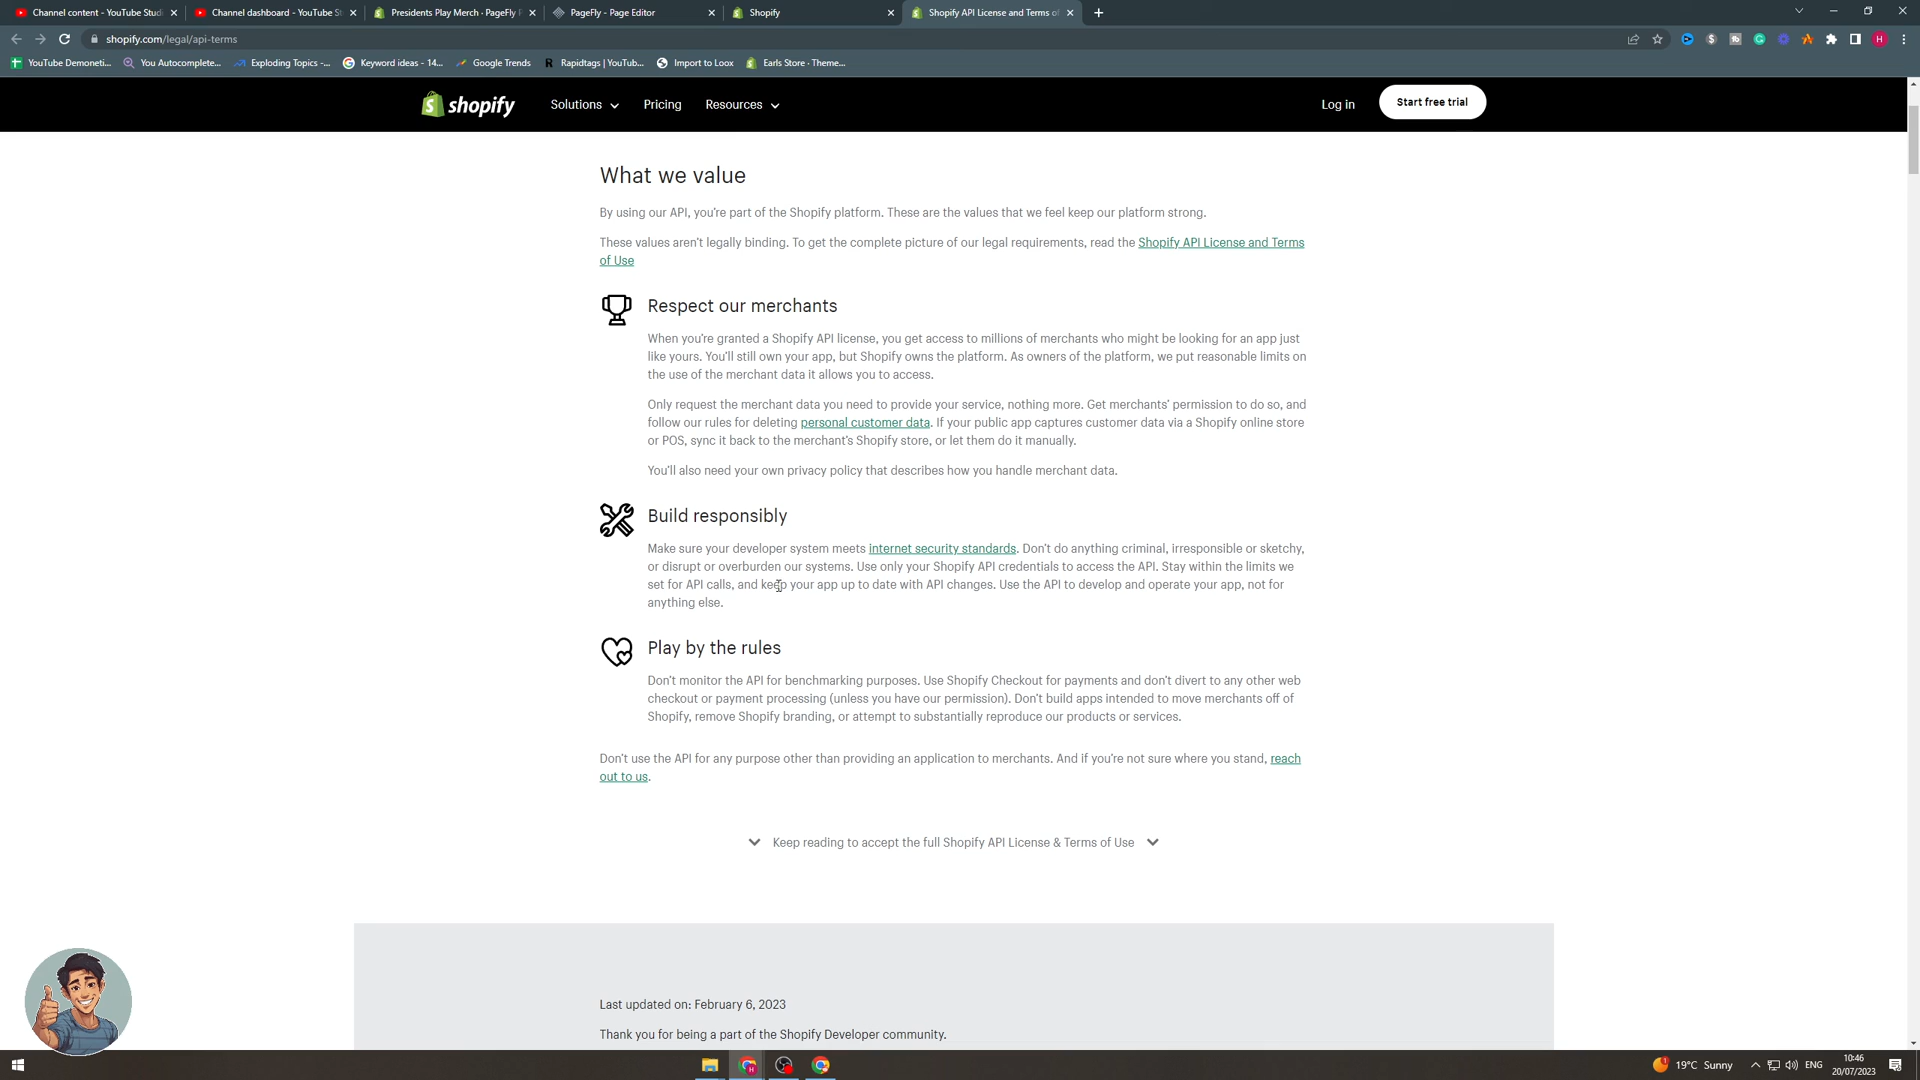 Channel content - YouTube Studi
Channel dashboard - YouTube S
Presidents Play Merch · PageFly
PageFly - Page Editor
Shopify
Shopify API License and Terms o
shopify.com/legal/api-terms
YouTube Demoneti...
You Autocomplete...
Exploding Topics -...
Keyword ideas - 14...
Google Trends
Rapidtags | YouTub...
Import to Loox
Earls Store · Theme...
shopify
Solutions
Pricing
Resources
Log in
Start free trial
What we value
By using our API, you're part of the Shopify platform. These are the values that we feel keep our platform strong.
These values aren't legally binding. To get the complete picture of our legal requirements, read the Shopify API License and Terms
of Use
Respect our merchants
When you're granted a Shopify API license, you get access to millions of merchants who might be looking for an app just
like yours. You'll still own your app, but Shopify owns the platform. As owners of the platform, we put reasonable limits on
the use of the merchant data it allows you to access.
Only request the merchant data you need to provide your service, nothing more. Get merchants' permission to do so, and
follow our rules for deleting personal customer data. If your public app captures customer data via a Shopify online store
or POS, sync it back to the merchant's Shopify store, or let them do it manually.
You'll also need your own privacy policy that describes how you handle merchant data.
Build responsibly
Make sure your developer system meets internet security standards. Don't do anything criminal, irresponsible or sketchy,
or disrupt or overburden our systems. Use only your Shopify API credentials to access the API. Stay within the limits we
set for API calls, and keep your app up to date with API changes. Use the API to develop and operate your app, not for
anything else.
Play by the rules
Don't monitor the API for benchmarking purposes. Use Shopify Checkout for payments and don't divert to any other web
checkout or payment processing (unless you have our permission). Don't build apps intended to move merchants off of
Shopify, remove Shopify branding, or attempt to substantially reproduce our products or services.
Don't use the API for any purpose other than providing an application to merchants. And if you're not sure where you stand, reach
out to us.
Keep reading to accept the full Shopify API License & Terms of Use
Last updated on: February 6, 2023
Thank you for being a part of the Shopify Developer community.
19°C Sunny
ENG
10:46
20/07/2023